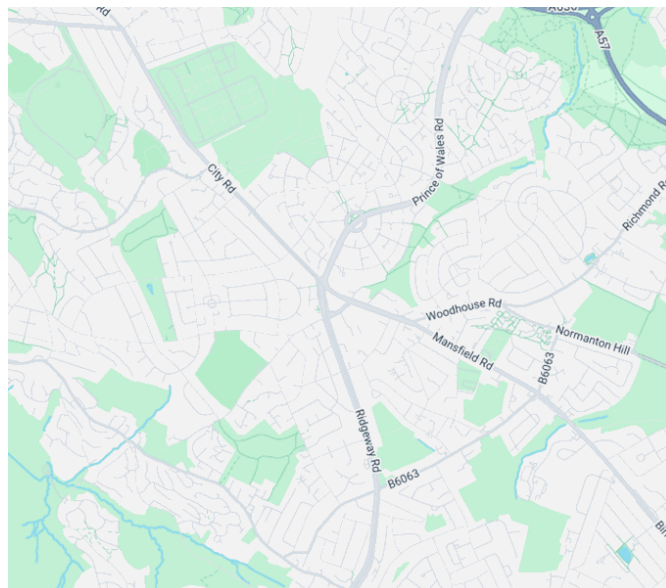 Rd
A57
Prince of Wales Rd
City Rd
Richmond R
Woodhouse Rd
Normanton Hill
Mansfield Rd
B6063
Ridgeway Rd
B6063
Bi